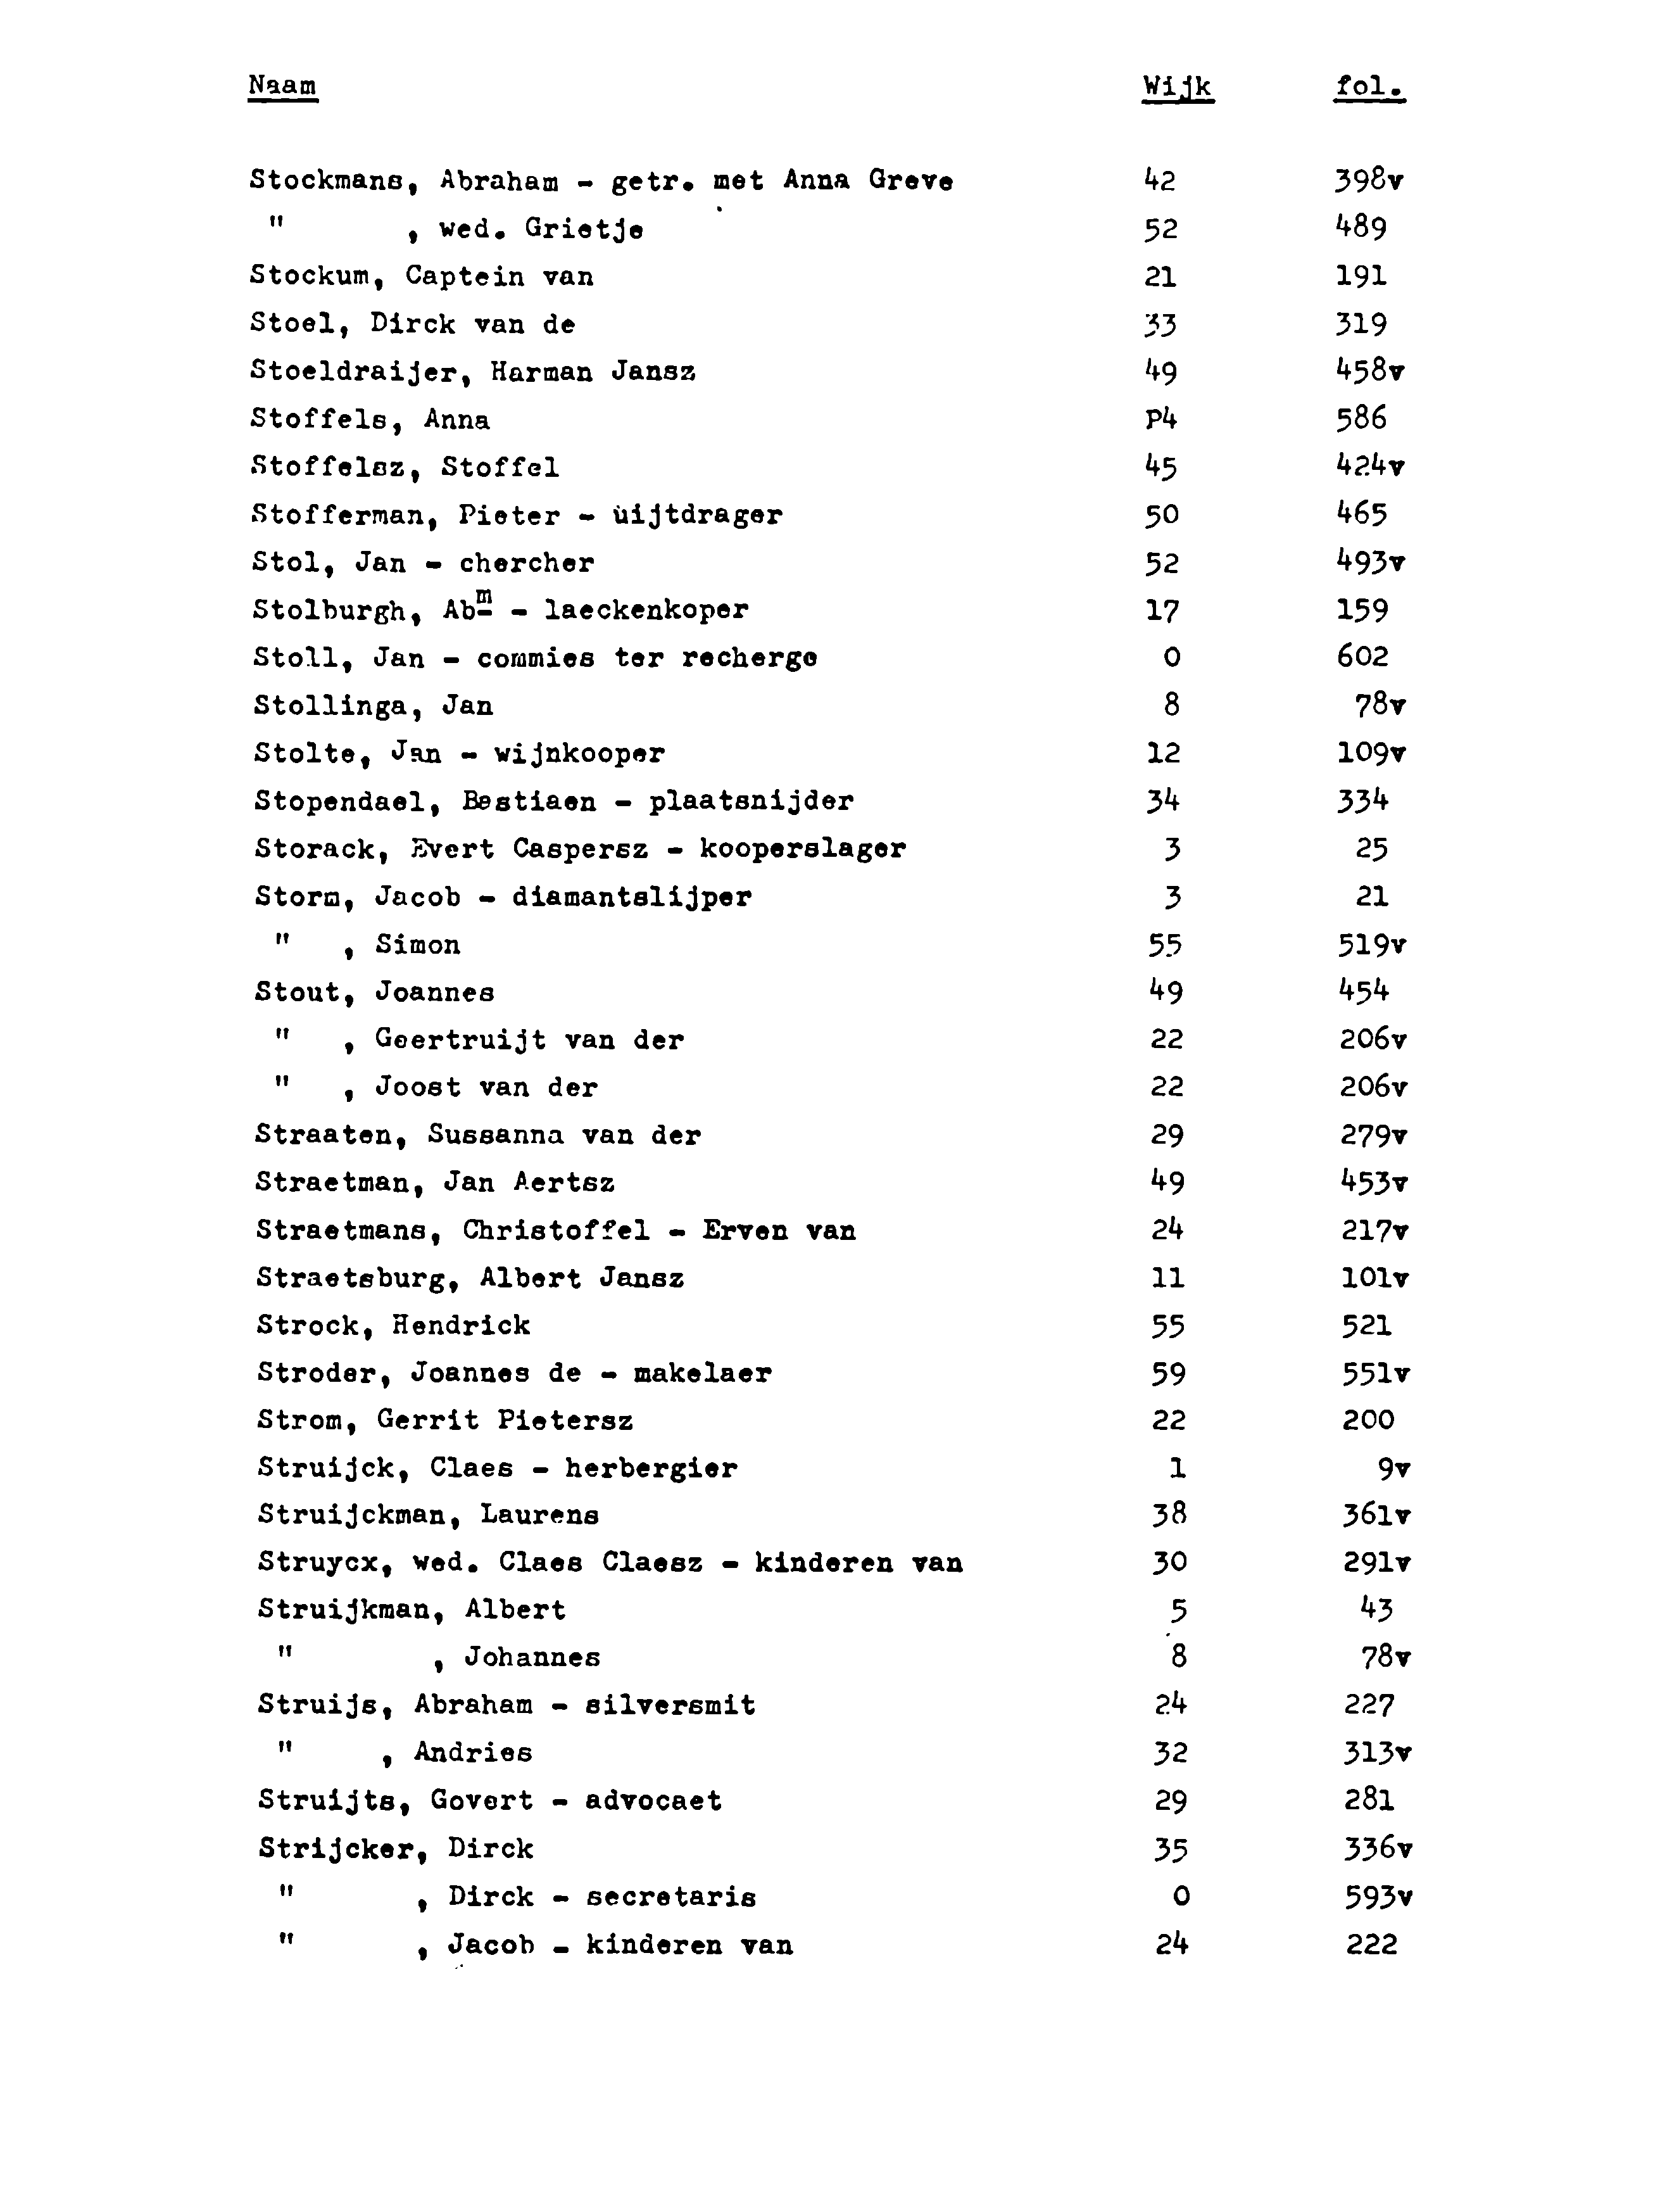 Naam Wijk fol.
Stockmans, Abraham - getr. met Anna Greve 42 398v
" , wed. Grietje 52 489
Stockum, Captein van 21 191
Stoel, Dirck van de 33 319
Stoeldraijer, Harman Jansz 49 458v
Stoffels, Anna P4 586
Stoffelsz, Stoffel 45 424v
Stofferman, Pieter - uijtdrager 50 465
Stol, Jan - chercher 52 493v
Stolburgh, Abm - laeckenkoper 17 159
Stoll, Jan - commies ter recherge 0 602
Stollinga, Jan 8 78v
Stolte, Jan - wijnkooper 12 109v
Stopendael, Bastiaen - plaatsnijder 34 334
Storack, Evert Caspersz - kooperslager 3 25
Storm, Jacob - diamantslijper 3 21
" , Simon 55 519v
Stout, Joannes 49 454
" , Geertruijt van der 22 206v
" , Joost van der 22 206v
Straaten, Sussanna van der 29 279v
Straetman, Jan Aertsz 49 453v
Straetmans, Christoffel - Erven van 24 217v
Straetsburg, Albert Jansz 11 101v
Strock, Hendrick 55 521
Stroder, Joannes de - makelaer 59 551v
Strom, Gerrit Pietersz 22 200
Struijck, Claes - herbergier 1 9v
Struijckman, Laurens 38 361v
Struycx, wed. Claes Claesz - kinderen van 30 291v
Struijkman, Albert 5 43
" , Johannes 8 78v
Struijs, Abraham - silversmit 24 227
" , Andries 32 313v
Struijts, Govert - advocaet 29 281
Strijcker, Dirck 35 336v
" , Dirck - secretaris 0 593v
" , Jacob - kinderen van 24 222